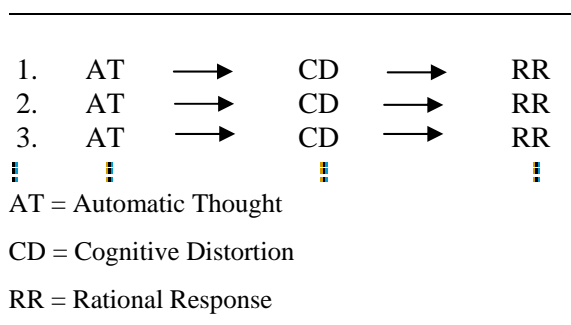 1. AT → CD → RR
2. AT → CD → RR
3. AT → CD → RR
⋮ ⋮ ⋮ ⋮
AT = Automatic Thought
CD = Cognitive Distortion
RR = Rational Response